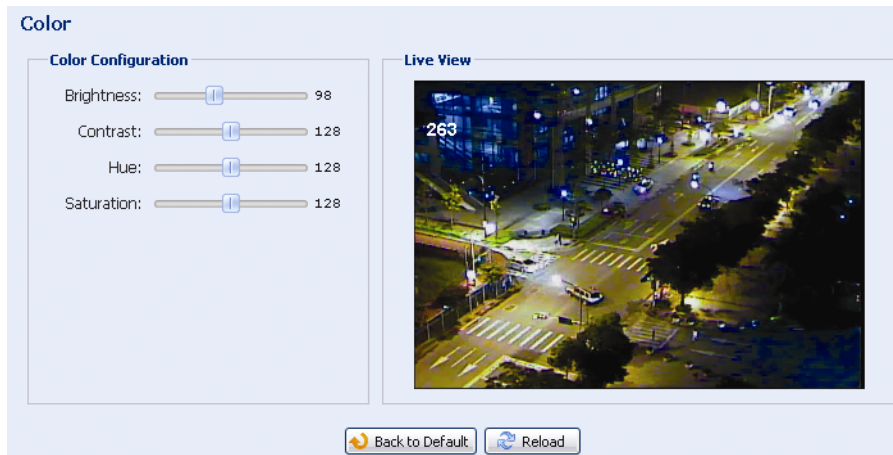 Color
Color Configuration
Brightness: 98
Contrast: 128
Hue: 128
Saturation: 128
Live View
263
Back to Default
Reload